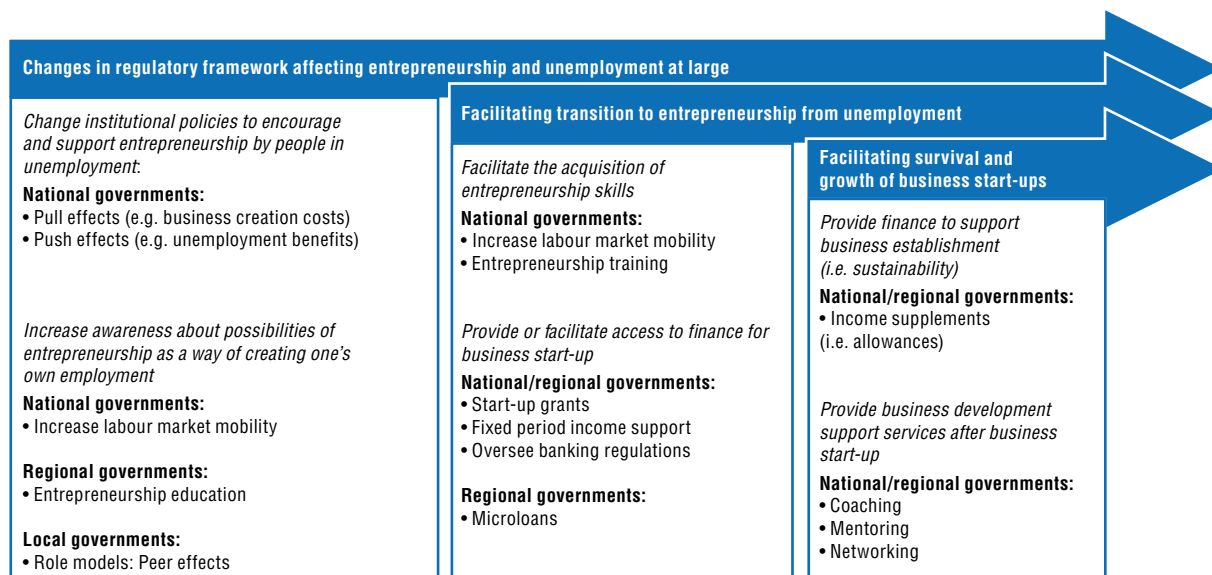 Changes in regulatory framework affecting entrepreneurship and unemployment at large
Change institutional policies to encourage
and support entrepreneurship by people in
unemployment:
National governments:
• Pull effects (e.g. business creation costs)
• Push effects (e.g. unemployment benefits)
Increase awareness about possibilities of
entrepreneurship as a way of creating one's
own employment
National governments:
• Increase labour market mobility
Regional governments:
• Entrepreneurship education
Local governments:
• Role models: Peer effects
Facilitating transition to entrepreneurship from unemployment
Facilitate the acquisition of
entrepreneurship skills
National governments:
• Increase labour market mobility
• Entrepreneurship training
Provide or facilitate access to finance for
business start-up
National/regional governments:
• Start-up grants
• Fixed period income support
• Oversee banking regulations
Regional governments:
• Microloans
Facilitating survival and
growth of business start-ups
Provide finance to support
business establishment
(i.e. sustainability)
National/regional governments:
• Income supplements
(i.e. allowances)
Provide business development
support services after business
start-up
National/regional governments:
• Coaching
• Mentoring
• Networking